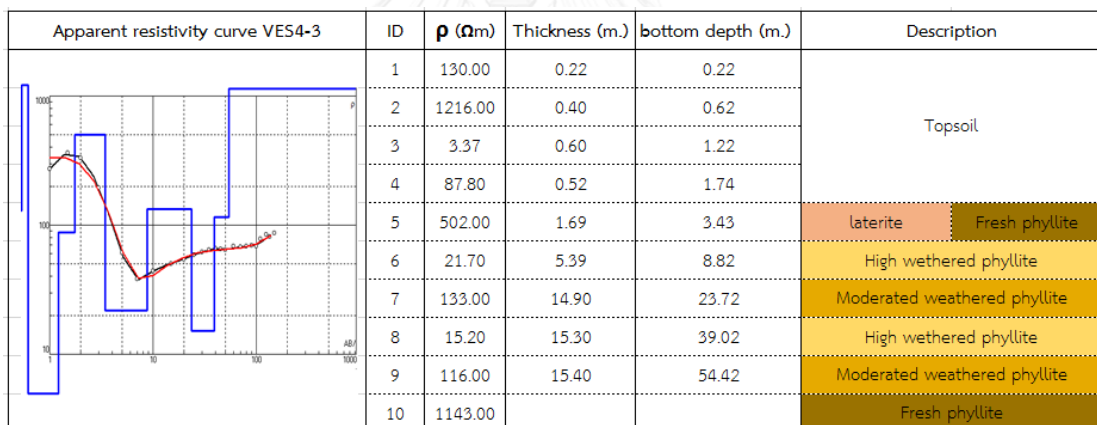 Apparent resistivity curve VES4-3 ID ρ (Ωm) Thickness (m.) bottom depth (m.) Description
1 130.00 0.22 0.22
2 1216.00 0.40 0.62
3 3.37 0.60 1.22
4 87.80 0.52 1.74
Topsoil
5 502.00 1.69 3.43 laterite Fresh phyllite
6 21.70 5.39 8.82 High wethered phyllite
7 133.00 14.90 23.72 Moderated weathered phyllite
8 15.20 15.30 39.02 High wethered phyllite
9 116.00 15.40 54.42 Moderated weathered phyllite
10 1143.00 Fresh phyllite
1000 ρ
100
10 AB/
1 10 100 1000